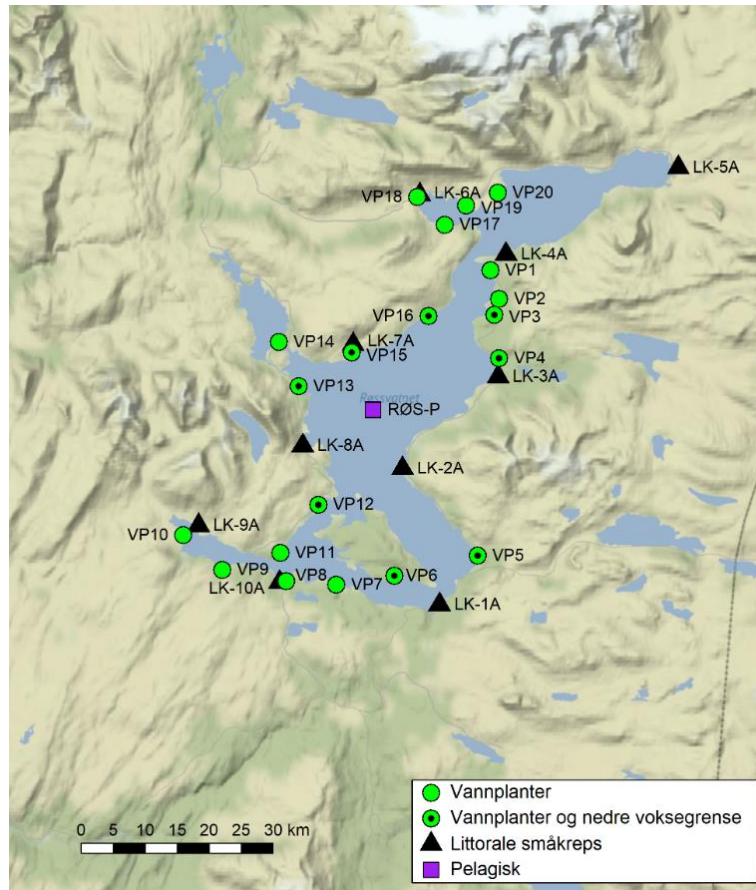 LK-5A
LK-6A
VP18
VP20
VP19
VP17
LK-4A
VP1
VP2
VP3
VP16
VP14
LK-7A
VP15
VP4
LK-3A
VP13
Røssvatnet
RØS-P
LK-8A
LK-2A
VP12
LK-9A
VP10
VP11
VP5
VP9
VP8
VP6
LK-10A
VP7
LK-1A
Vannplanter
Vannplanter og nedre voksegrense
Littorale småkreps
Pelagisk
0 5 10 15 20 25 30 km